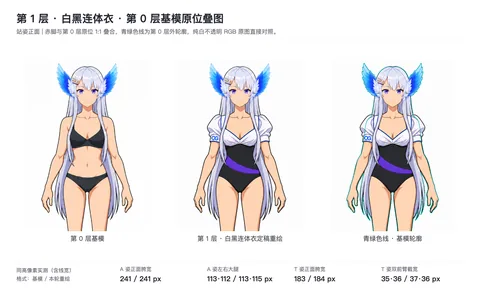 第 1 层 · 白黑连体衣 · 第 0 层基模原位叠图
站姿正面 | 赤脚与第 0 层原位 1:1 叠合，青绿色线为第 0 层外轮廓，纯白不透明 RGB 原图直接对照。
第 0 层基模
第 1 层 · 白黑连体衣定稿重绘
青绿色线 · 基模轮廓
同高像素实测（含线宽）
格式：基模 / 本轮重绘
A 姿正面胯宽
241 / 241 px
A 姿左右大腿
113·112 / 113·115 px
T 姿正面胯宽
183 / 184 px
T 姿双前臂截宽
35·36 / 37·36 px